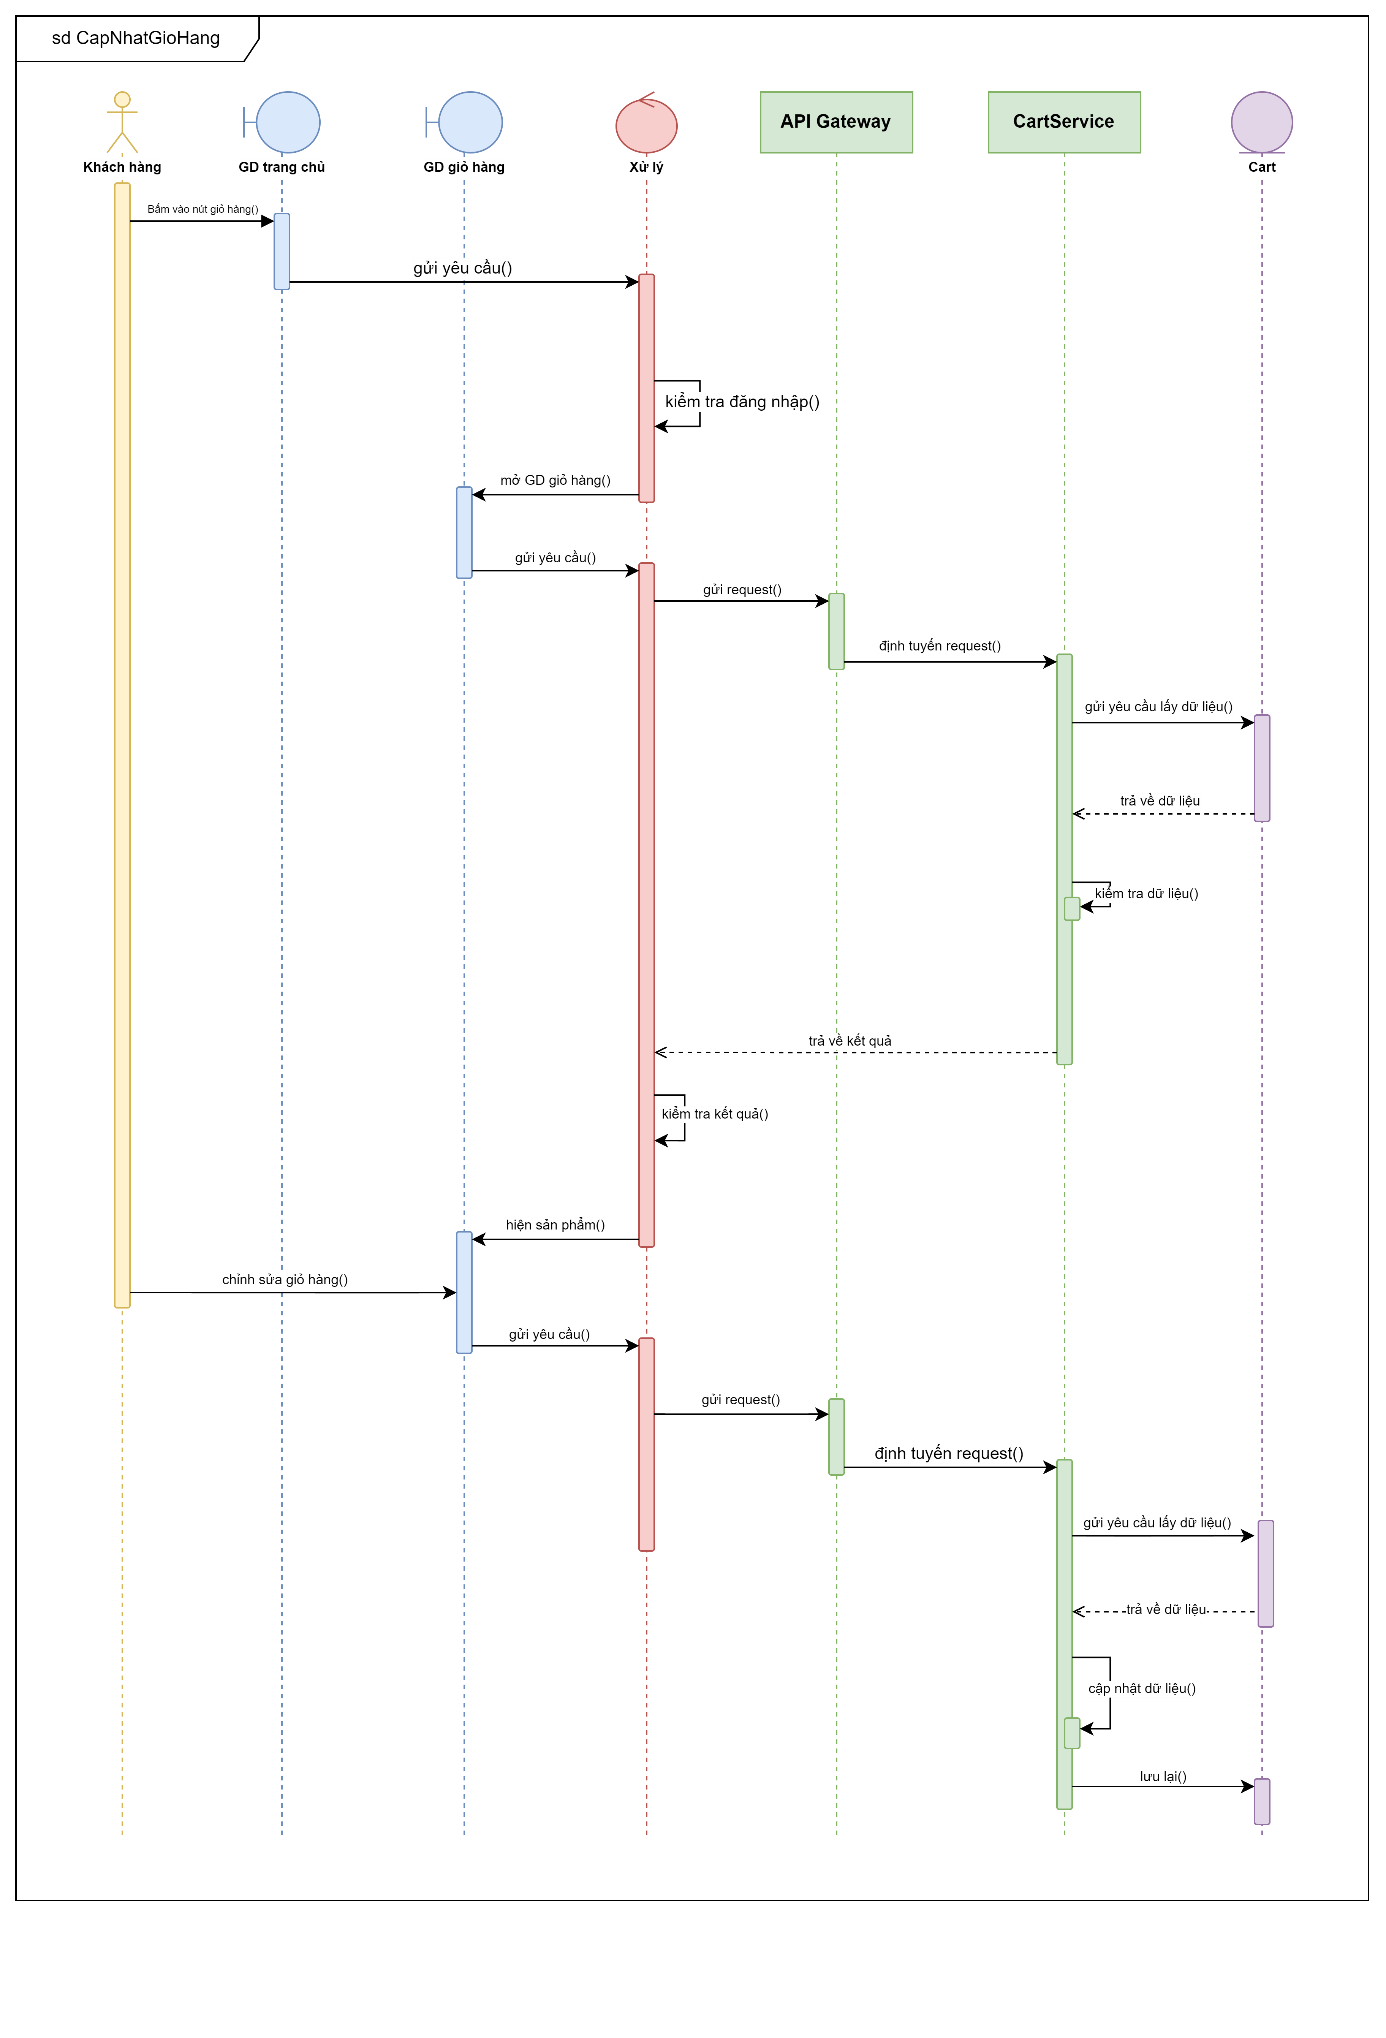 sd CapNhatGioHang
API Gateway
CartService
Khách hàng
GD trang chủ
GD giỏ hàng
Xử lý
Cart
Bấm vào nút giỏ hàng()
gửi yêu cầu()
kiểm tra đăng nhập()
mở GD giỏ hàng()
gửi yêu cầu()
gửi request()
định tuyến request()
gửi yêu cầu lấy dữ liệu()
trả về dữ liệu
kiểm tra dữ liệu()
trả về kết quả
kiểm tra kết quả()
hiện sản phẩm()
chỉnh sửa giỏ hàng()
gửi yêu cầu()
gửi request()
định tuyến request()
gửi yêu cầu lấy dữ liệu()
trả về dữ liệu
cập nhật dữ liệu()
lưu lại()